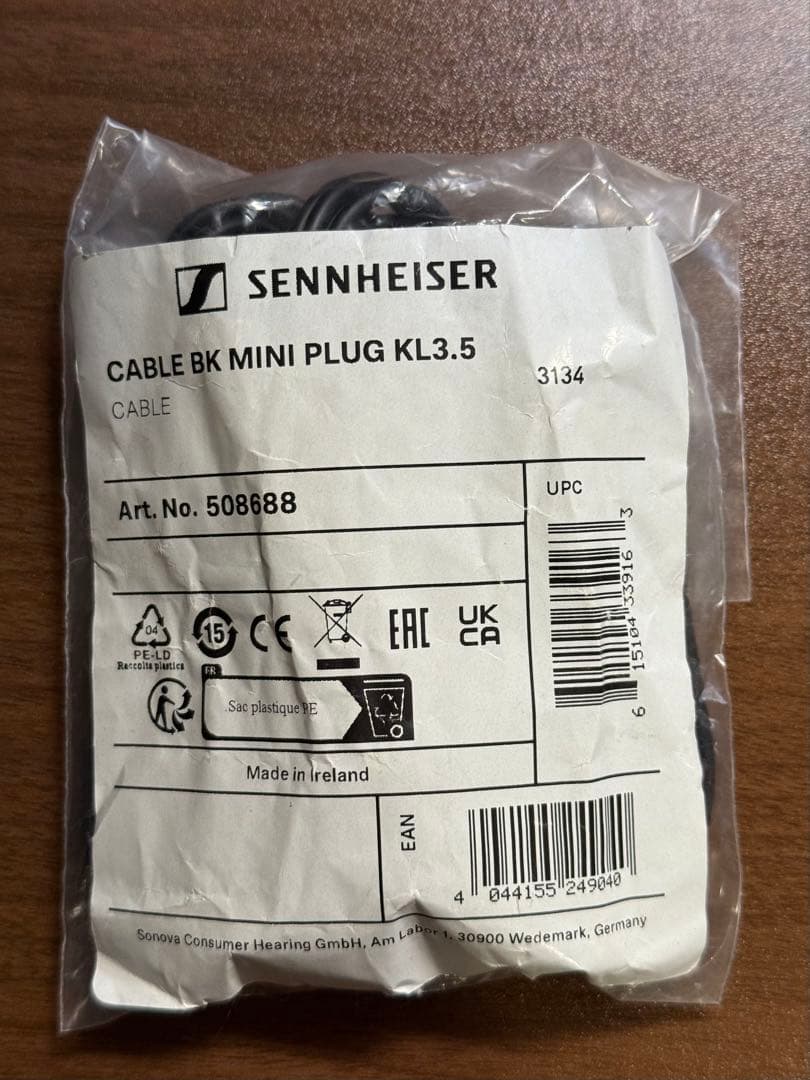 SENNHEISER
CABLE BK MINI PLUG KL3.5
3134
CABLE
Art. No. 508688
UPC
6 15104 33916 3
04
PE-LD
Raccolta plastics
15
CE
EAC
UK
CA
FR
Sac plastique PE
Made in Ireland
EAN
4 044155 249040
Sonova Consumer Hearing GmbH, Am Labor 1, 30900 Wedemark, Germany